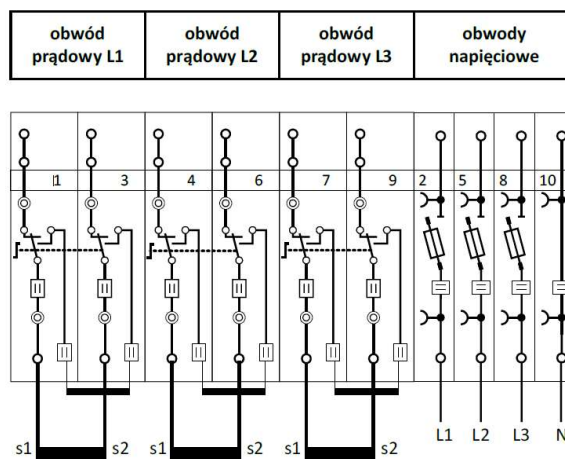 obwód obwód obwód obwody
prądowy L1 prądowy L2 prądowy L3 napięciowe
1 3 4 6 7 9 2 5 8 10
L1 L2 L3 N
s1 s2 s1 s2 s1 s2